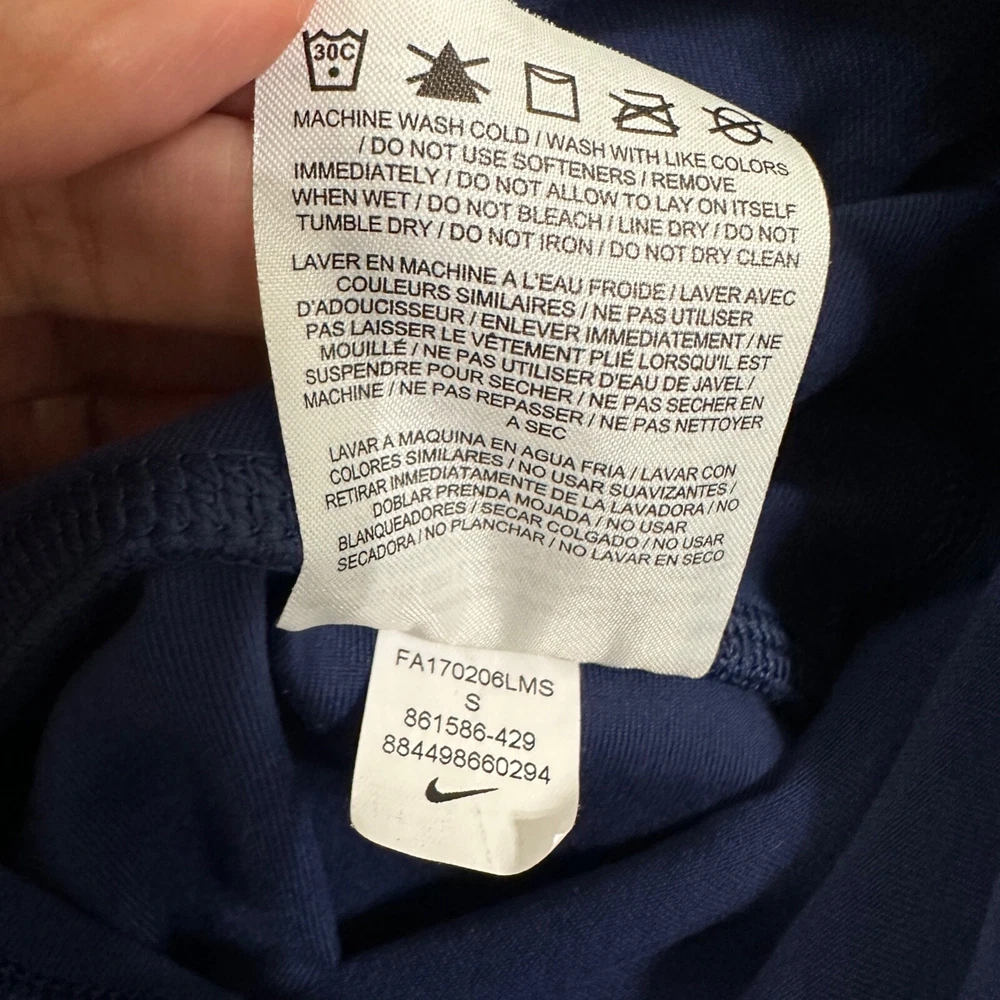 30C
MACHINE WASH COLD / WASH WITH LIKE COLORS
/ DO NOT USE SOFTENERS / REMOVE
IMMEDIATELY / DO NOT ALLOW TO LAY ON ITSELF
WHEN WET / DO NOT BLEACH / LINE DRY / DO NOT
TUMBLE DRY / DO NOT IRON / DO NOT DRY CLEAN
LAVER EN MACHINE A L'EAU FROIDE / LAVER AVEC
COULEURS SIMILAIRES / NE PAS UTILISER
D'ADOUCISSEUR / ENLEVER IMMEDIATEMENT / NE
PAS LAISSER LE VÊTEMENT PLIÉ LORSQU'IL EST
MOUILLÉ / NE PAS UTILISER D'EAU DE JAVEL /
SUSPENDRE POUR SECHER / NE PAS SECHER EN
MACHINE / NE PAS REPASSER / NE PAS NETTOYER
A SEC
LAVAR A MAQUINA EN AGUA FRIA / LAVAR CON
COLORES SIMILARES / NO USAR SUAVIZANTES /
RETIRAR INMEDIATAMENTE DE LA LAVADORA / NO
DOBLAR PRENDA MOJADA / NO USAR
BLANQUEADORES / SECAR COLGADO / NO USAR
SECADORA / NO PLANCHAR / NO LAVAR EN SECO
FA170206LMS
S
861586-429
884498660294